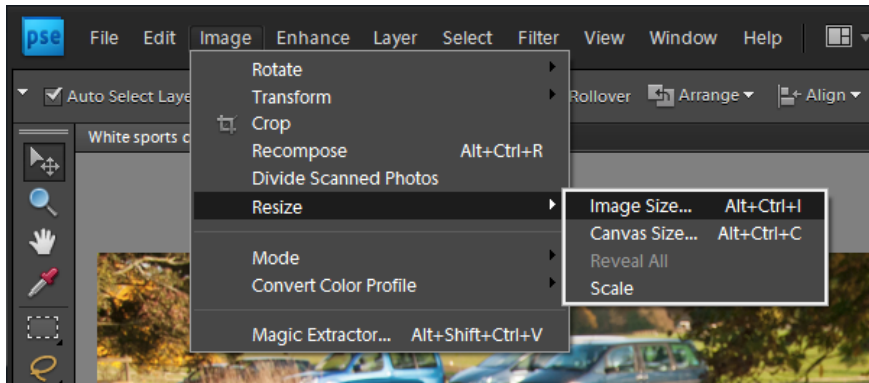 pse File Edit Image Enhance Layer Select Filter View Window Help
Auto Select Laye
Rollover Arrange Align
White sports
Rotate
Transform
Crop
Recompose Alt+Ctrl+R
Divide Scanned Photos
Resize
Image Size... Alt+Ctrl+I
Canvas Size... Alt+Ctrl+C
Reveal All
Scale
Mode
Convert Color Profile
Magic Extractor... Alt+Shift+Ctrl+V